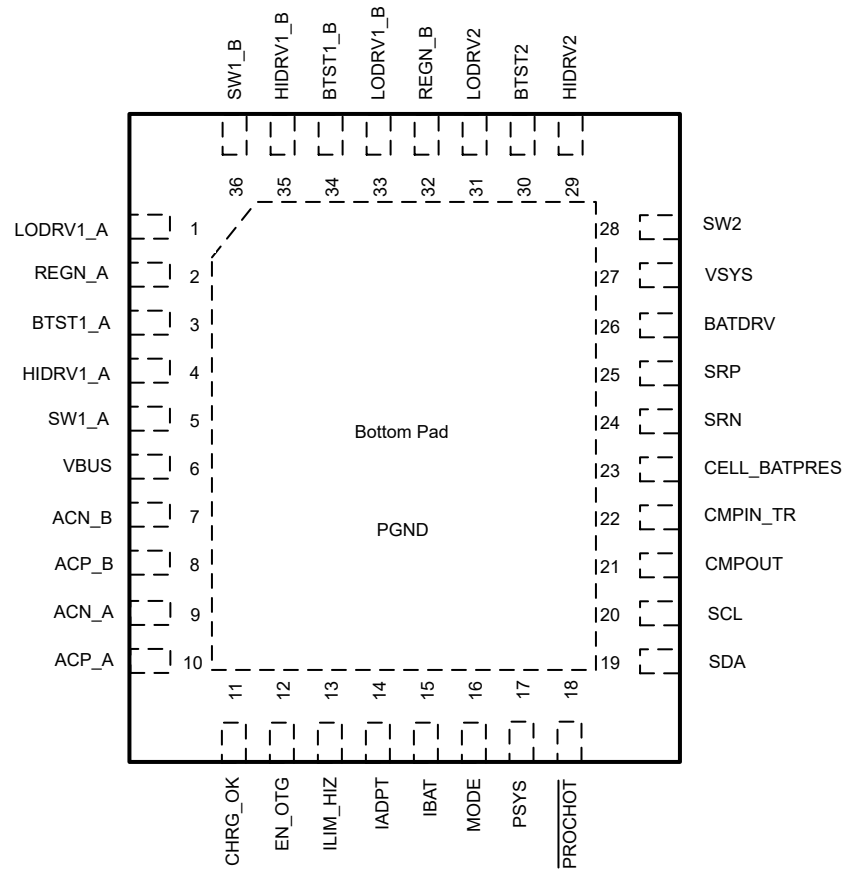 SW1_B
HIDRV1_B
BTST1_B
LODRV1_B
REGN_B
LODRV2
BTST2
HIDRV2
36
35
34
33
32
31
30
29
LODRV1_A 1
REGN_A 2
BTST1_A 3
HIDRV1_A 4
SW1_A 5
VBUS 6
ACN_B 7
ACP_B 8
ACN_A 9
ACP_A 10
Bottom Pad
PGND
28 SW2
27 VSYS
26 BATDRV
25 SRP
24 SRN
23 CELL_BATPRES
22 CMPIN_TR
21 CMPOUT
20 SCL
19 SDA
11
12
13
14
15
16
17
18
CHRG_OK
EN_OTG
ILIM_HIZ
IADPT
IBAT
MODE
PSYS
PROCHOT